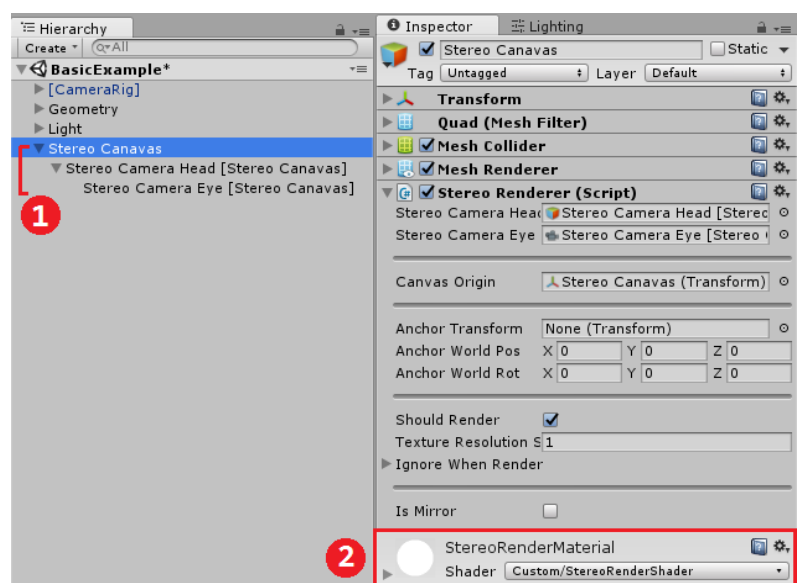 Hierarchy
Create
All
BasicExample*
[CameraRig]
Geometry
Light
Stereo Canavas
Stereo Camera Head [Stereo Canavas]
Stereo Camera Eye [Stereo Canavas]
1
Inspector
Lighting
Stereo Canavas
Static
Tag Untagged Layer Default
Transform
Quad (Mesh Filter)
Mesh Collider
Mesh Renderer
Stereo Renderer (Script)
Stereo Camera Head Stereo Camera Head [Stereo
Stereo Camera Eye Stereo Camera Eye [Stereo
Canvas Origin Stereo Canavas (Transform)
Anchor Transform None (Transform)
Anchor World Pos X 0 Y 0 Z 0
Anchor World Rot X 0 Y 0 Z 0
Should Render
Texture Resolution S 1
Ignore When Render
Is Mirror
2
StereoRenderMaterial
Shader Custom/StereoRenderShader